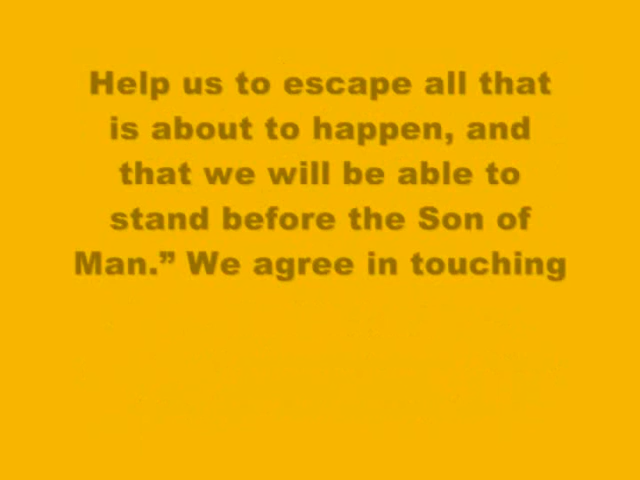 Help us to escape all that
is about to happen, and
that we will be able to
stand before the Son of
Man.” We agree in touching